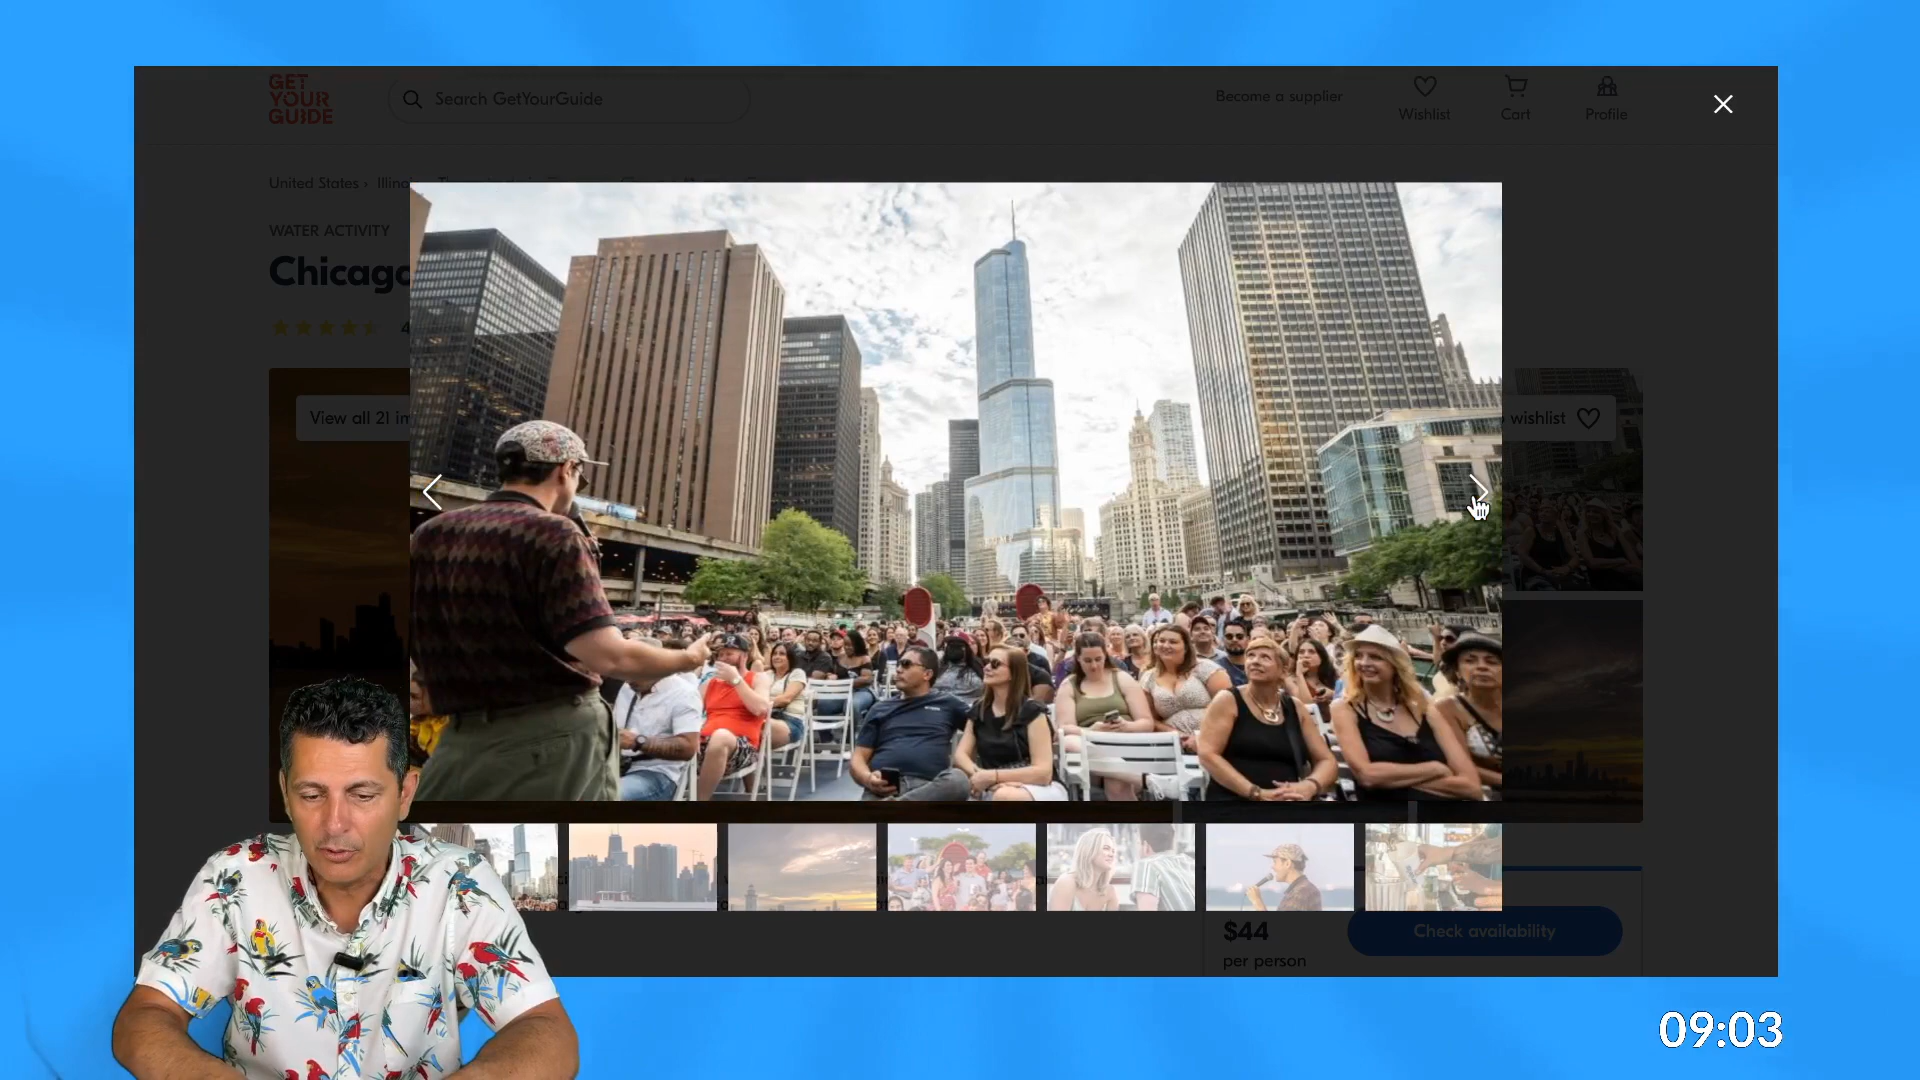 GET
YOUR
GUIDE
Search GetYourGuide
Become a supplier
Wishlist
Cart
Profile
United States ›
WATER ACTIVITY
4
View all 21
wishlist
$44
per person
Check availability
09:03